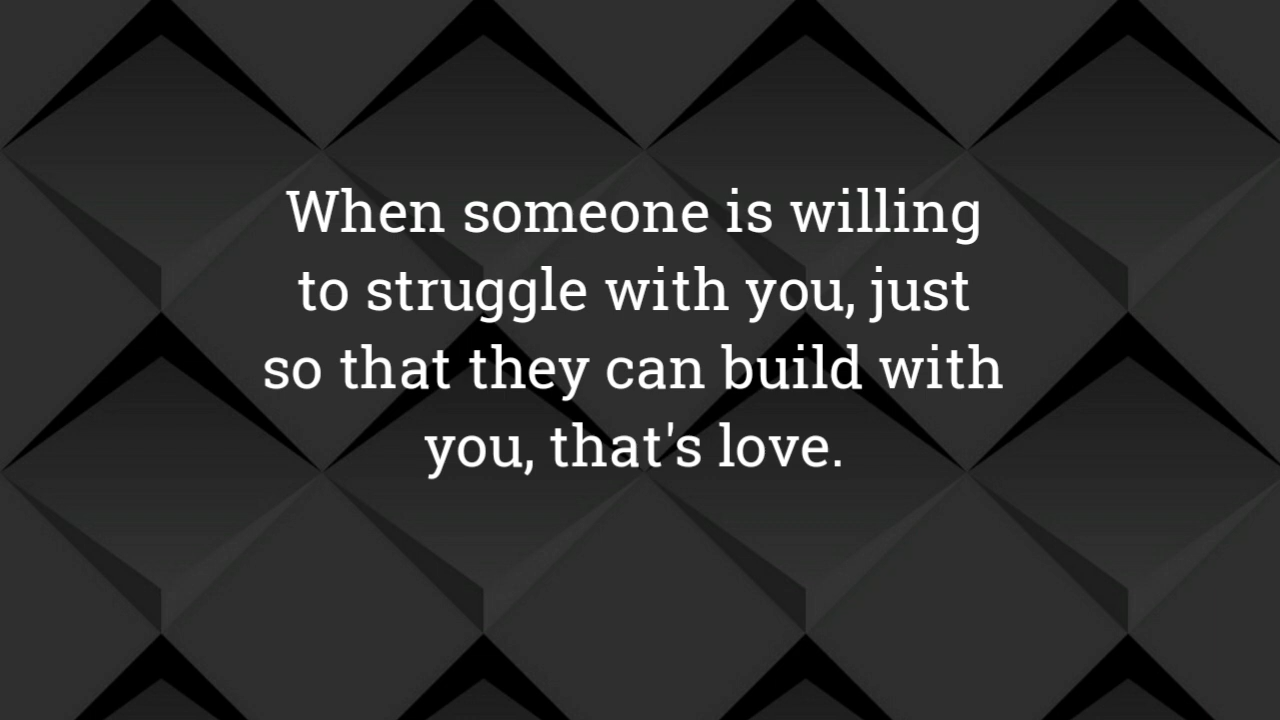 When someone is willing
to struggle with you, just
so that they can build with
you, that's love.